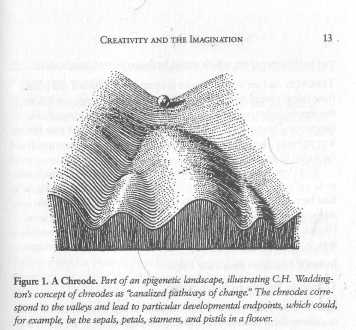 CREATIVITY AND THE IMAGINATION 13
Figure 1. A Chreode. Part of an epigenetic landscape, illustrating C.H. Wadding-
ton's concept of chreodes as "canalized pathways of change." The chreodes corre-
spond to the valleys and lead to particular developmental endpoints, which could,
for example, be the sepals, petals, stamens, and pistils in a flower.